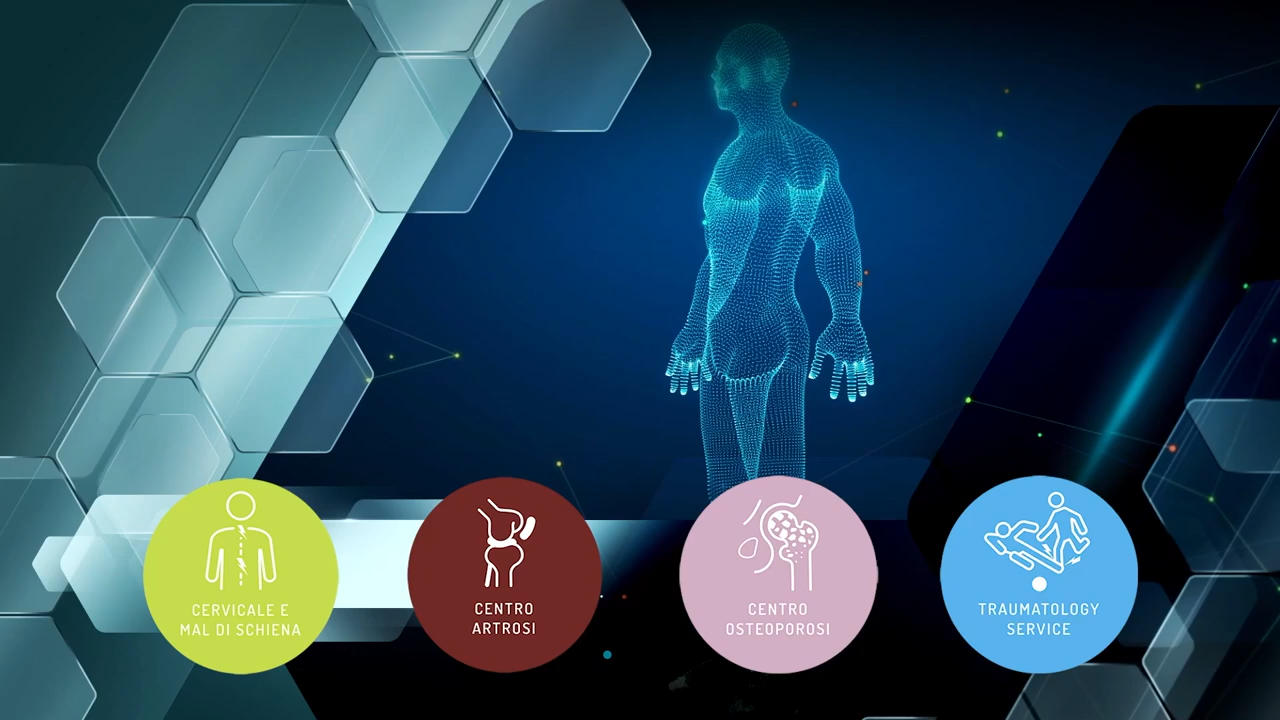 CERVICALE E
MAL DI SCHIENA
CENTRO
ARTROSI
CENTRO
OSTEOPOROSI
TRAUMATOLOGY
SERVICE